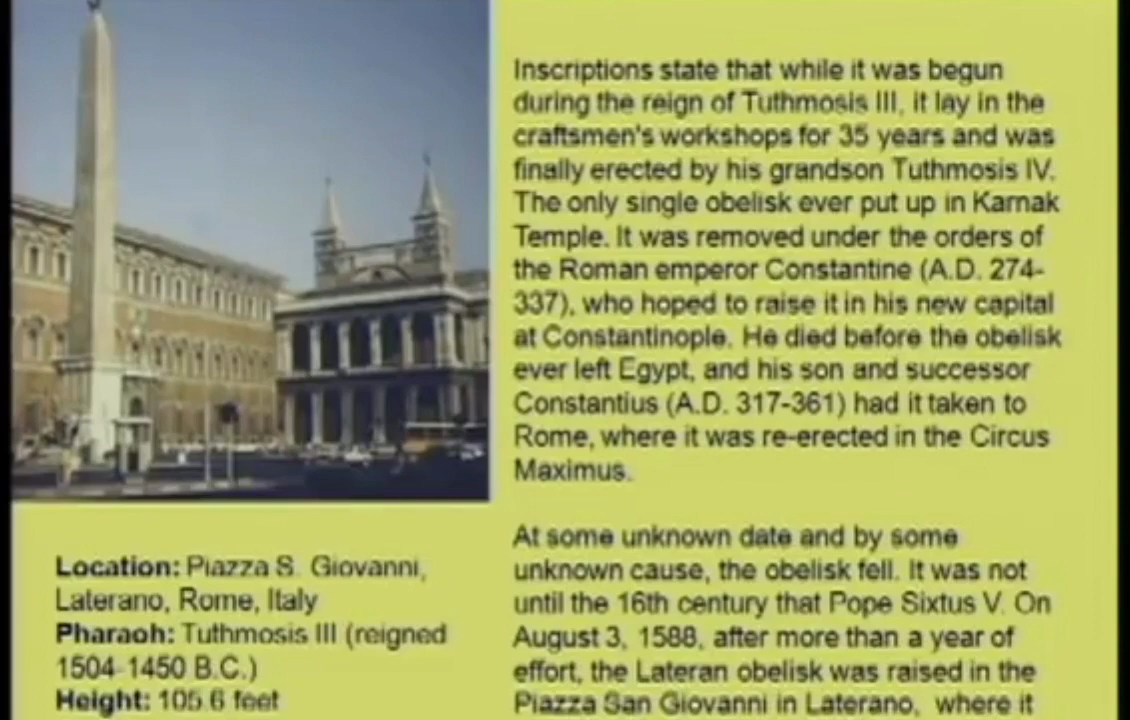 Inscriptions state that while it was begun
during the reign of Tuthmosis III, it lay in the
craftsmen's workshops for 35 years and was
finally erected by his grandson Tuthmosis IV.
The only single obelisk ever put up in Karnak
Temple. It was removed under the orders of
the Roman emperor Constantine (A.D. 274-
337), who hoped to raise it in his new capital
at Constantinople. He died before the obelisk
ever left Egypt, and his son and successor
Constantius (A.D. 317-361) had it taken to
Rome, where it was re-erected in the Circus
Maximus.
At some unknown date and by some
unknown cause, the obelisk fell. It was not
until the 16th century that Pope Sixtus V. On
August 3, 1588, after more than a year of
effort, the Lateran obelisk was raised in the
Piazza San Giovanni in Laterano, where it
Location: Piazza S. Giovanni,
Laterano, Rome, Italy
Pharaoh: Tuthmosis III (reigned
1504-1450 B.C.)
Height: 105.6 feet